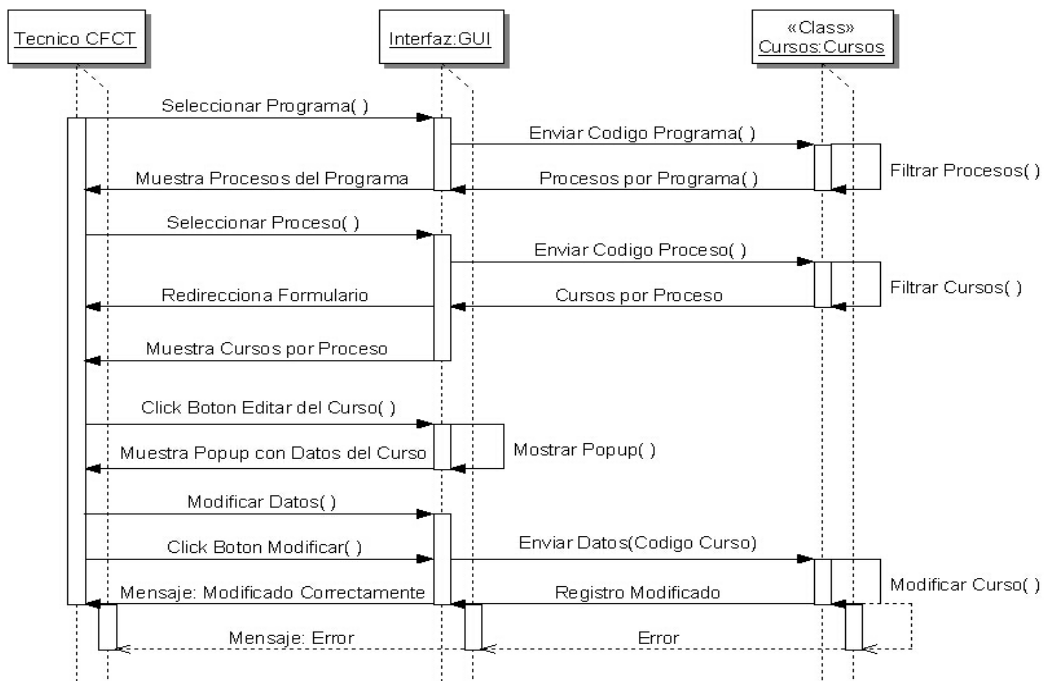 Tecnico CFCT
Interfaz:GUI
«Class»
Cursos:Cursos
Seleccionar Programa( )
Enviar Codigo Programa( )
Filtrar Procesos( )
Muestra Procesos del Programa
Procesos por Programa( )
Seleccionar Proceso( )
Enviar Codigo Proceso( )
Filtrar Cursos( )
Redirecciona Formulario
Cursos por Proceso
Muestra Cursos por Proceso
Click Boton Editar del Curso( )
Mostrar Popup( )
Muestra Popup con Datos del Curso
Modificar Datos( )
Click Boton Modificar( )
Enviar Datos(Codigo Curso)
Modificar Curso( )
Mensaje: Modificado Correctamente
Registro Modificado
Mensaje: Error
Error